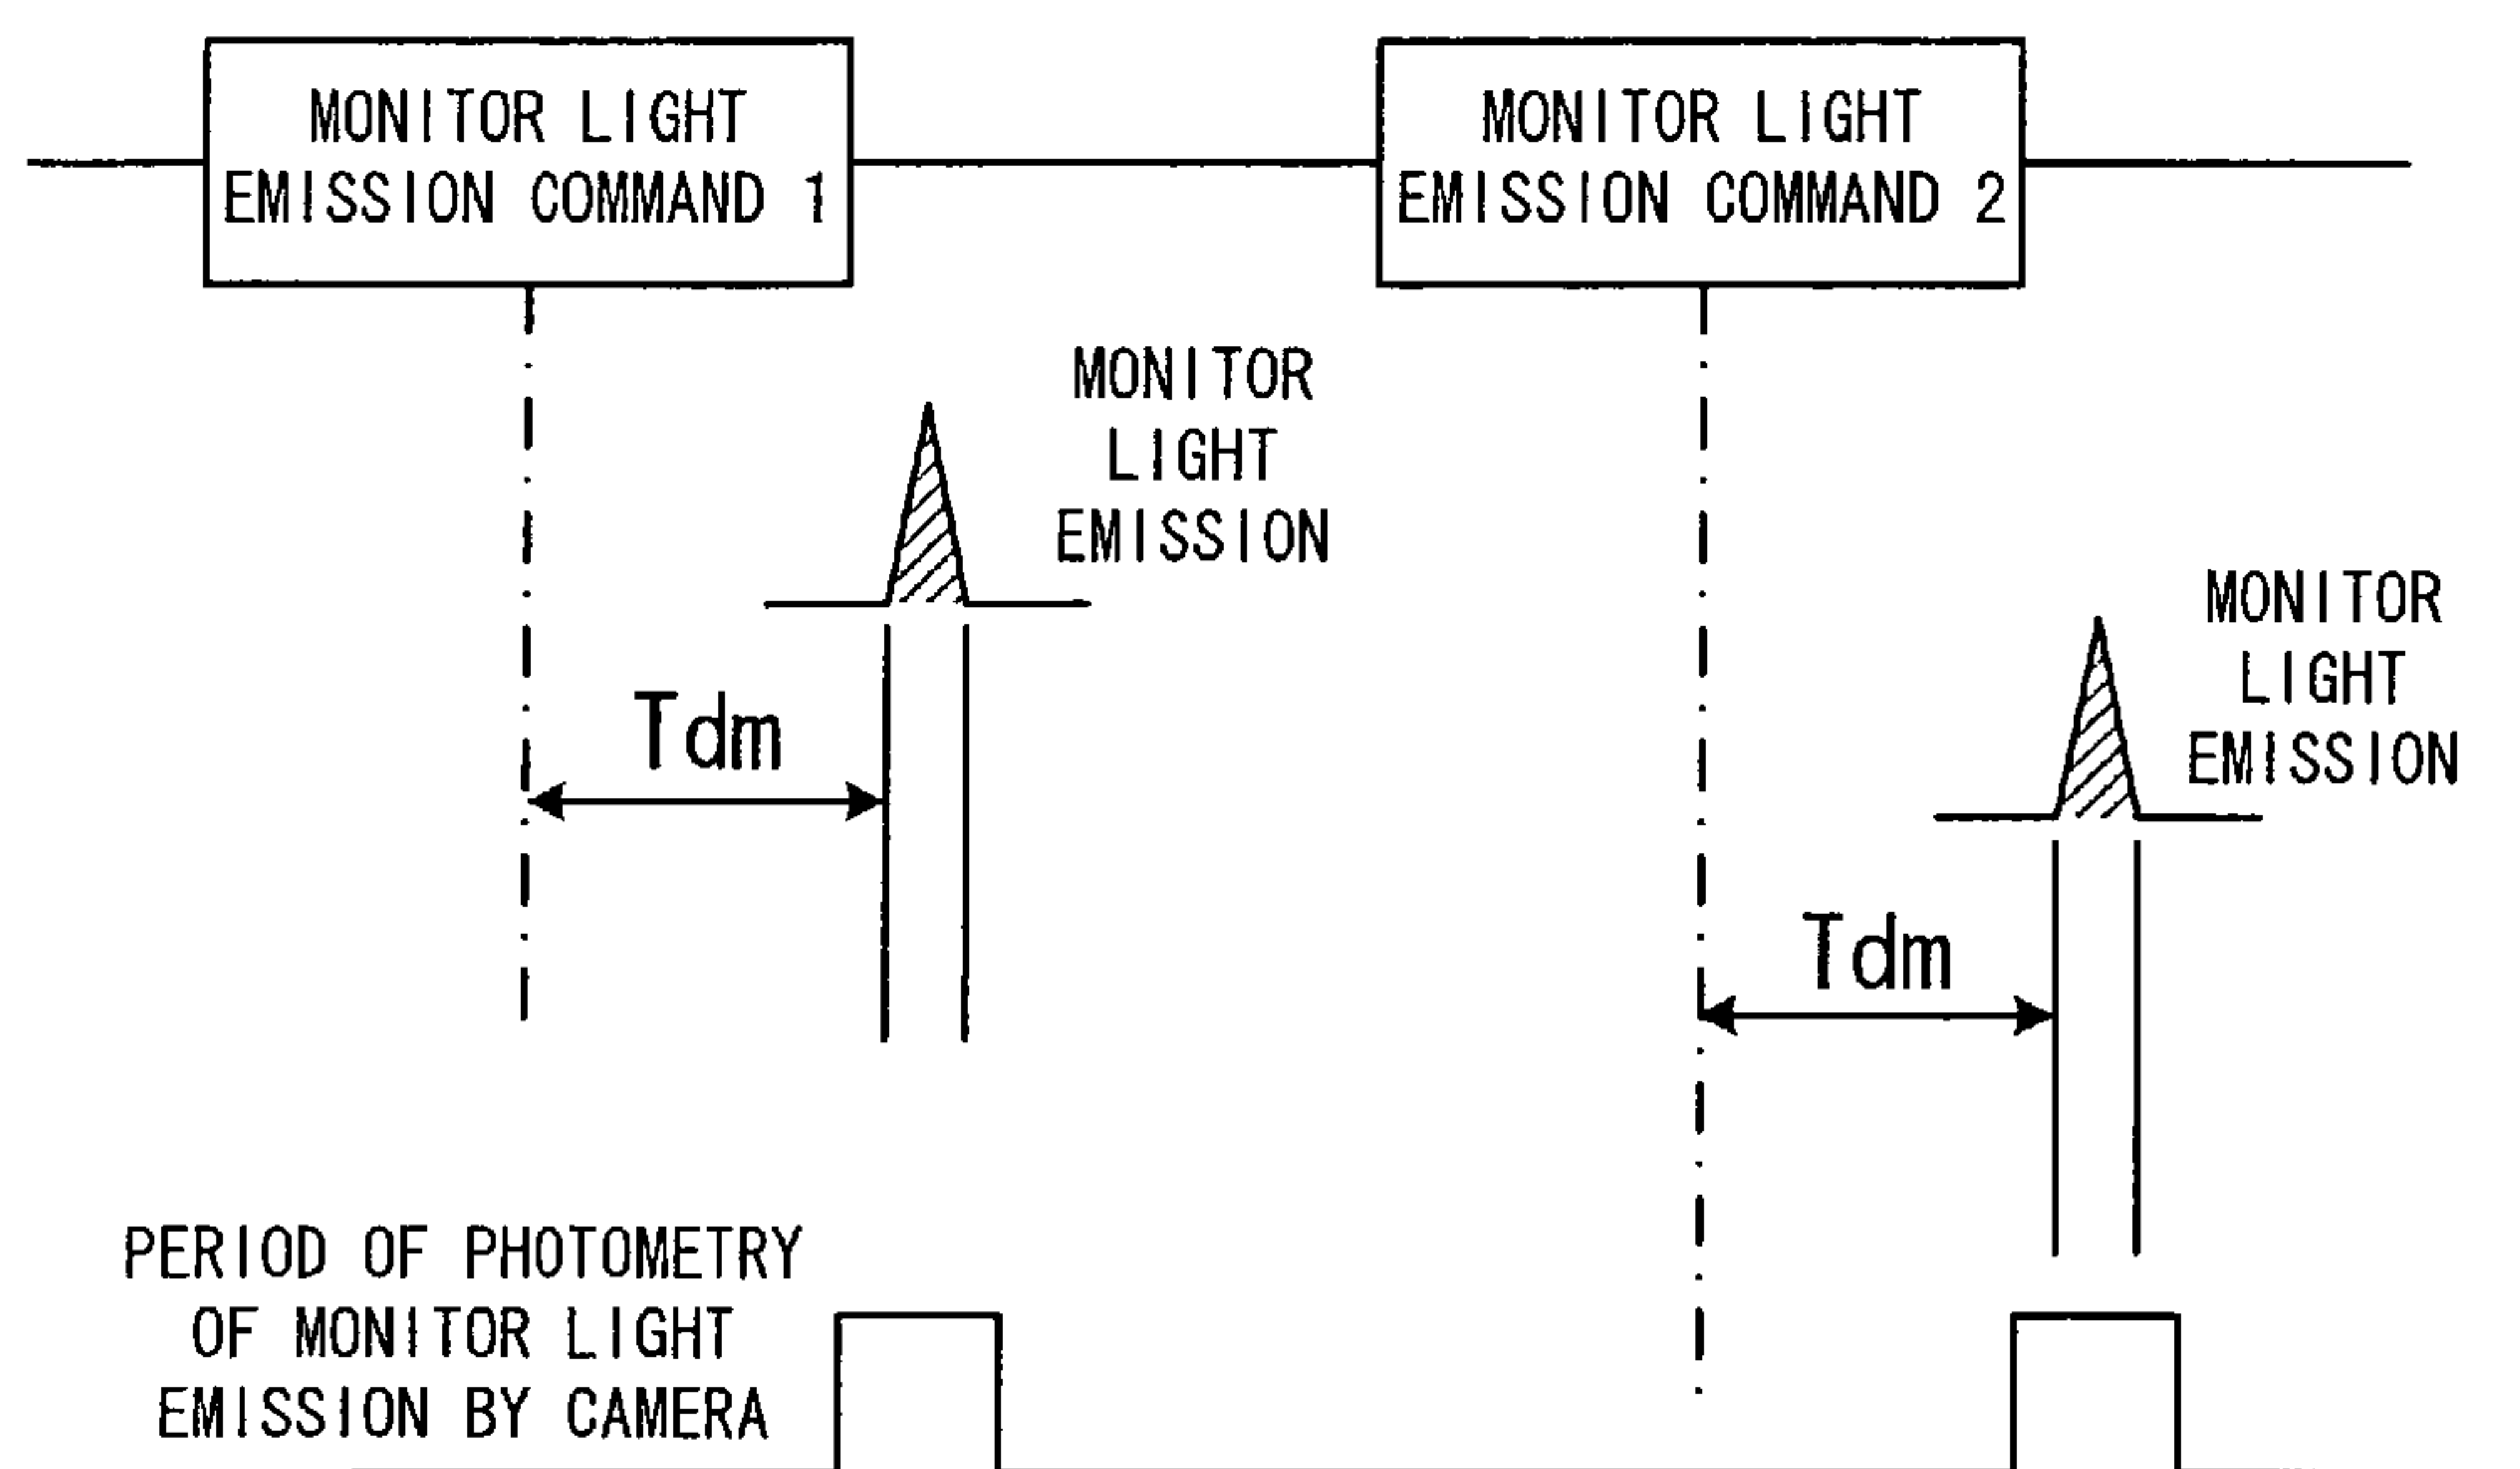 MONITOR LIGHT
EMISSION COMMAND 1
MONITOR LIGHT
EMISSION COMMAND 2
MONITOR
LIGHT
EMISSION
MONITOR
LIGHT
EMISSION
Tdm
Tdm
PERIOD OF PHOTOMETRY
OF MONITOR LIGHT
EMISSION BY CAMERA